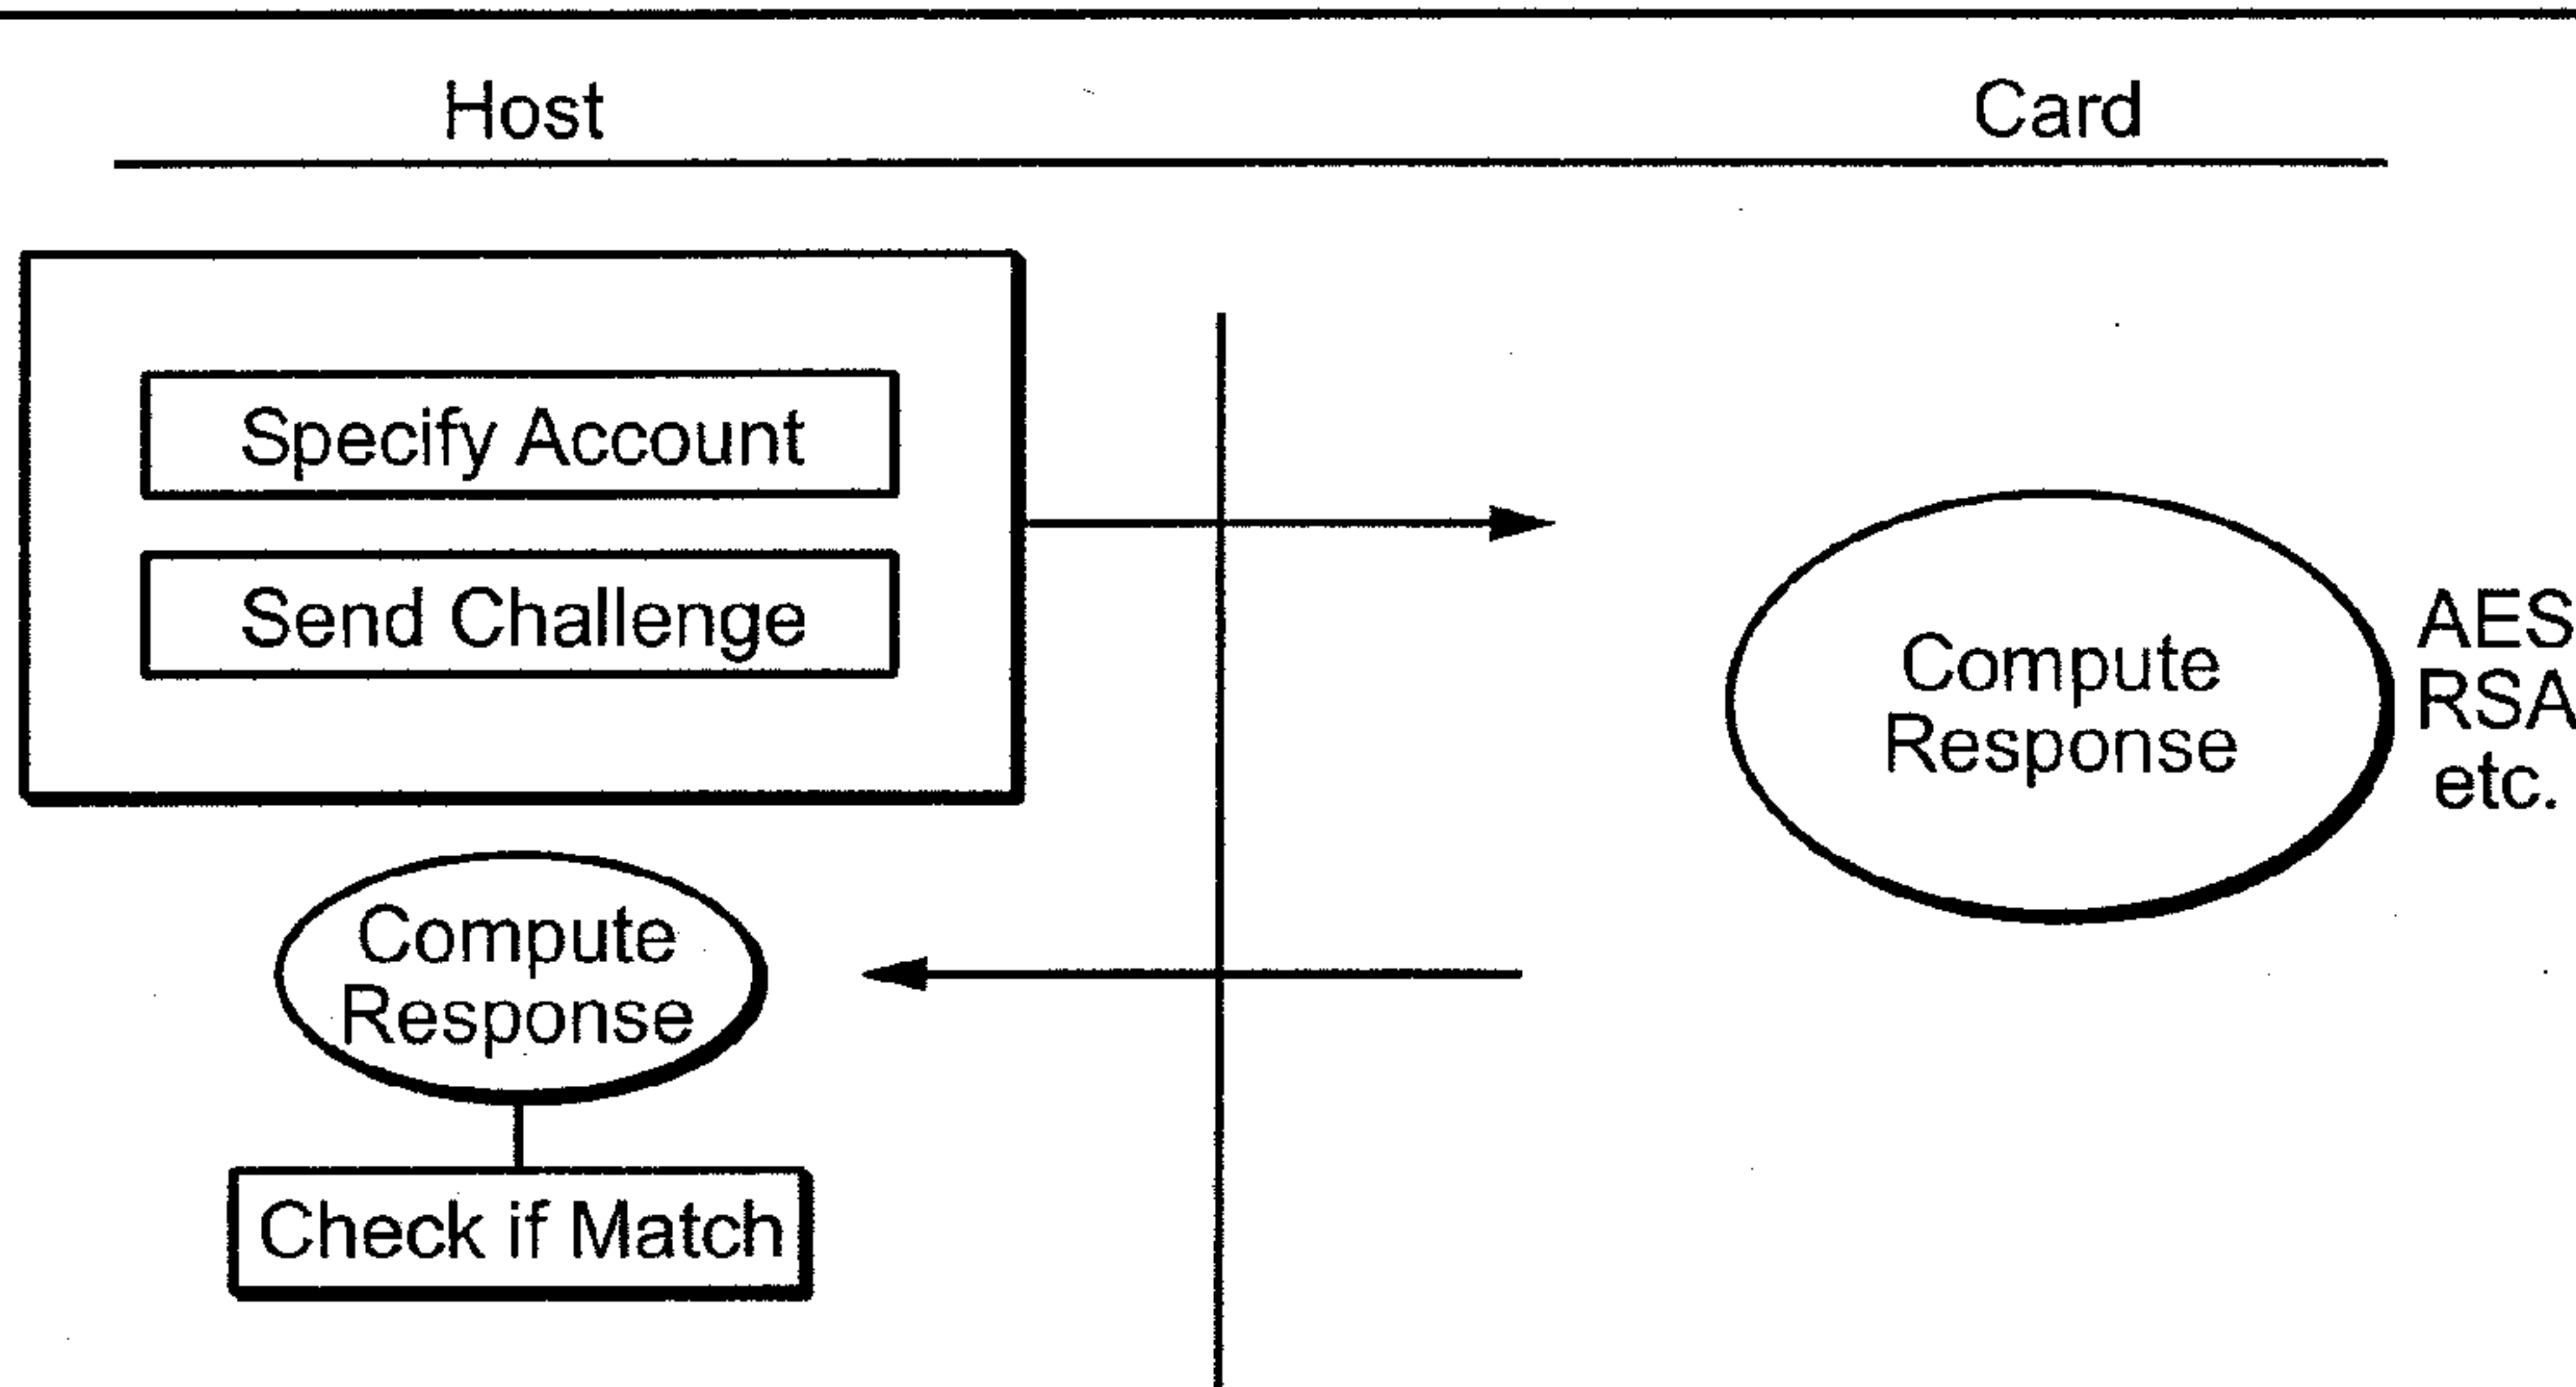 Host
Card
Specify Account
Send Challenge
Compute
Response
AES
RSA
etc.
Compute
Response
Check if Match